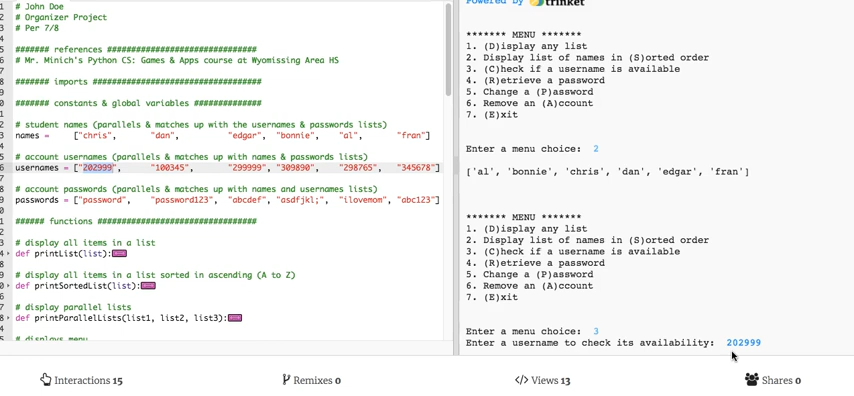 # John Doe
# Organizer Project
# Per 7/8
####### references ################################
# Mr. Minich's Python CS: Games & Apps course at Wyomissing Area HS
####### imports ####################################
####### constants & global variables ##############
# student names (parallels & matches up with the usernames & passwords lists)
names = ["chris", "dan", "edgar", "bonnie", "al", "fran"]
# account usernames (parallels & matches up with names & passwords lists)
usernames = ["202999", "100345", "299999", "309890", "298765", "345678"]
# account passwords (parallels & matches up with names and usernames lists)
passwords = ["password", "password123", "abcdef", "asdfjkl;", "ilovemom", "abc123"]
###### functions ##################################
# display all items in a list
def printList(list):
# display all items in a list sorted in ascending (A to Z)
def printSortedList(list):
# display parallel lists
def printParallelLists(list1, list2, list3):
# displays menu
Powered by trinket
******* MENU *******
1. (D)isplay any list
2. Display list of names in (S)orted order
3. (C)heck if a username is available
4. (R)etrieve a password
5. Change a (P)assword
6. Remove an (A)ccount
7. (E)xit
Enter a menu choice: 2
['al', 'bonnie', 'chris', 'dan', 'edgar', 'fran']
******* MENU *******
1. (D)isplay any list
2. Display list of names in (S)orted order
3. (C)heck if a username is available
4. (R)etrieve a password
5. Change a (P)assword
6. Remove an (A)ccount
7. (E)xit
Enter a menu choice: 3
Enter a username to check its availability: 202999
Interactions 15
Remixes 0
</> Views 13
Shares 0